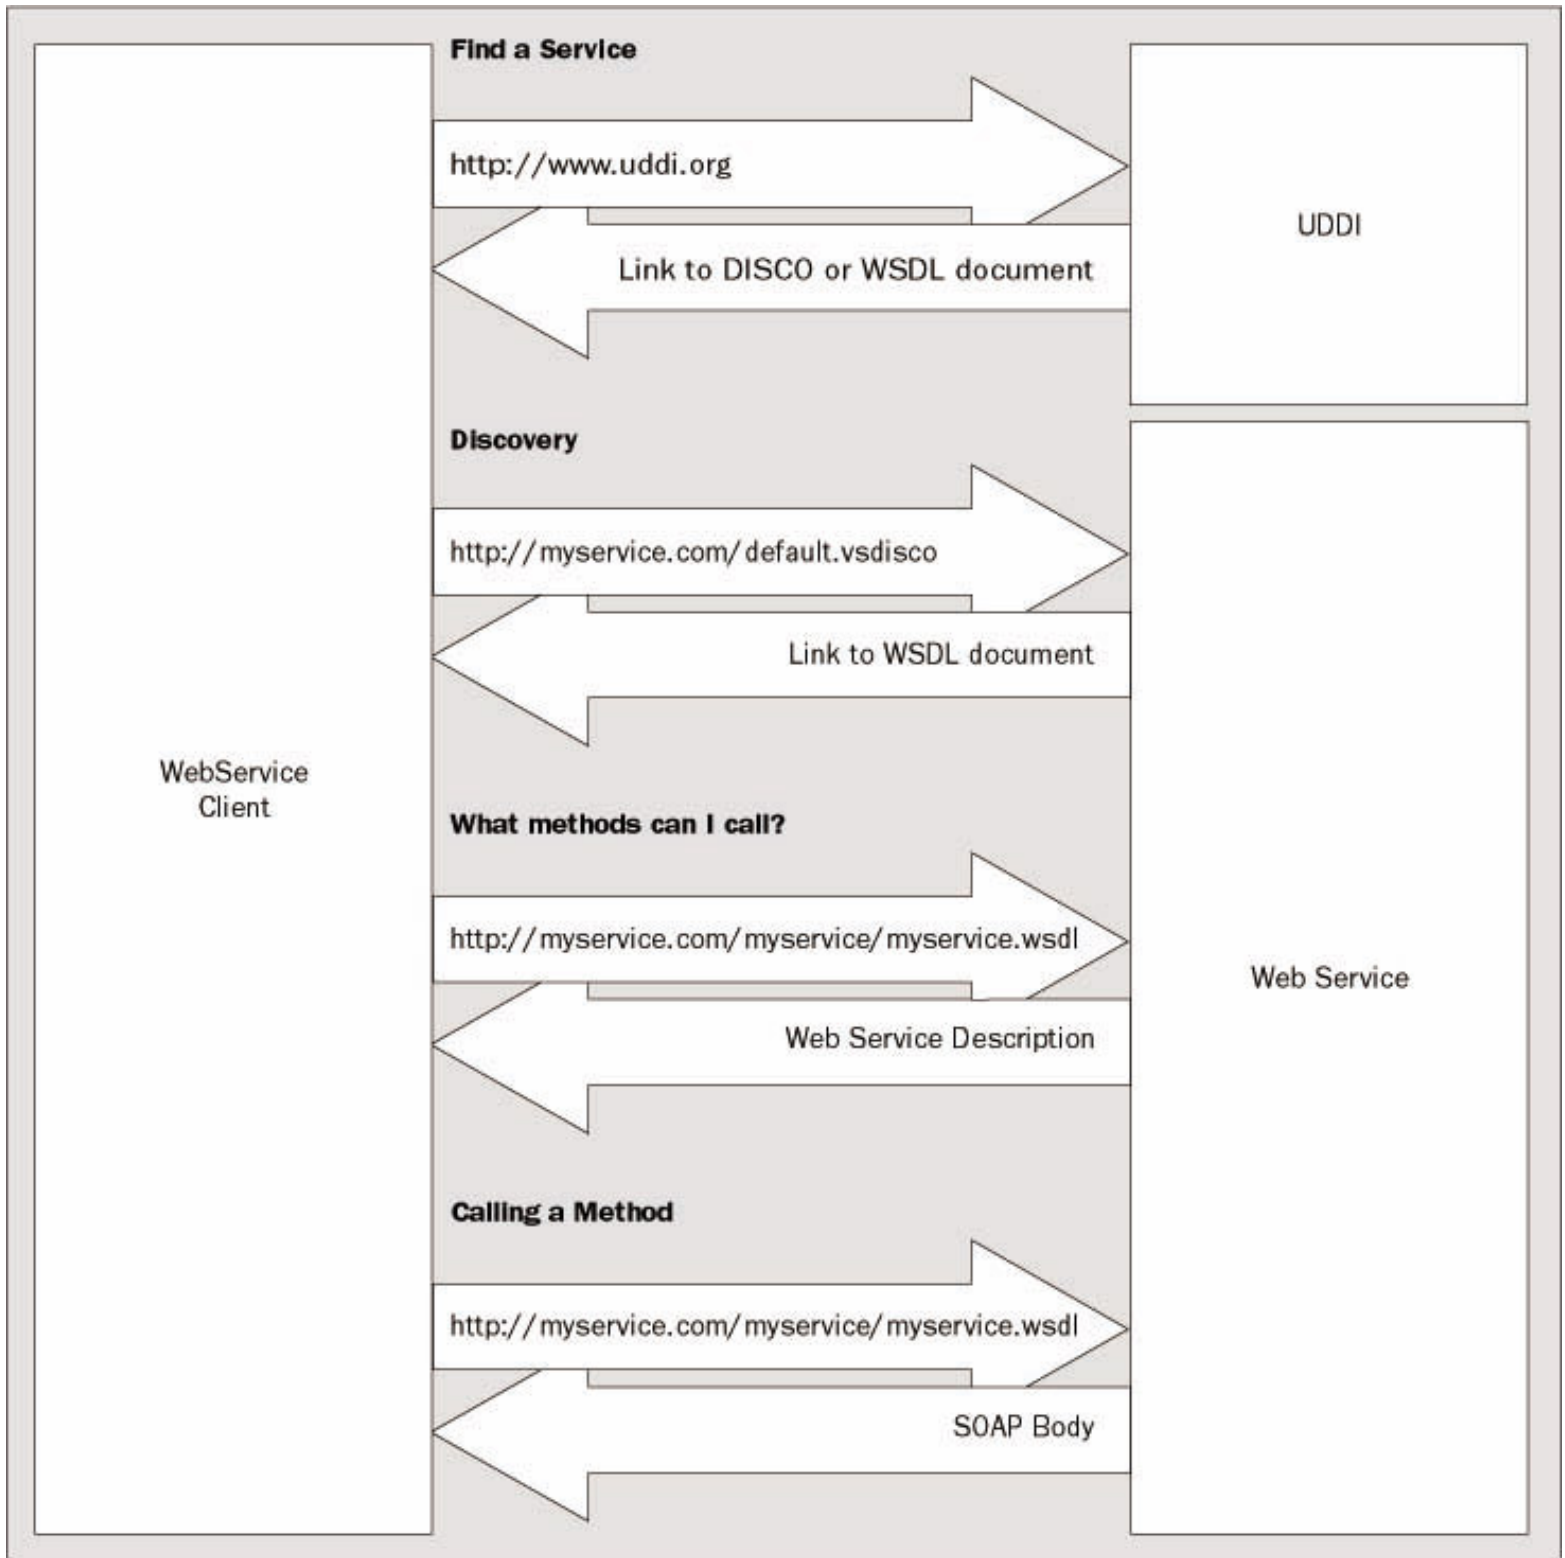 Find a Service
http://www.uddi.org
UDDI
Link to DISCO or WSDL document
Discovery
http://myservice.com/default.vsdisco
Link to WSDL document
WebService
Client
What methods can I call?
http://myservice.com/myservice/myservice.wsdl
Web Service
Web Service Description
Calling a Method
http://myservice.com/myservice/myservice.wsdl
SOAP Body